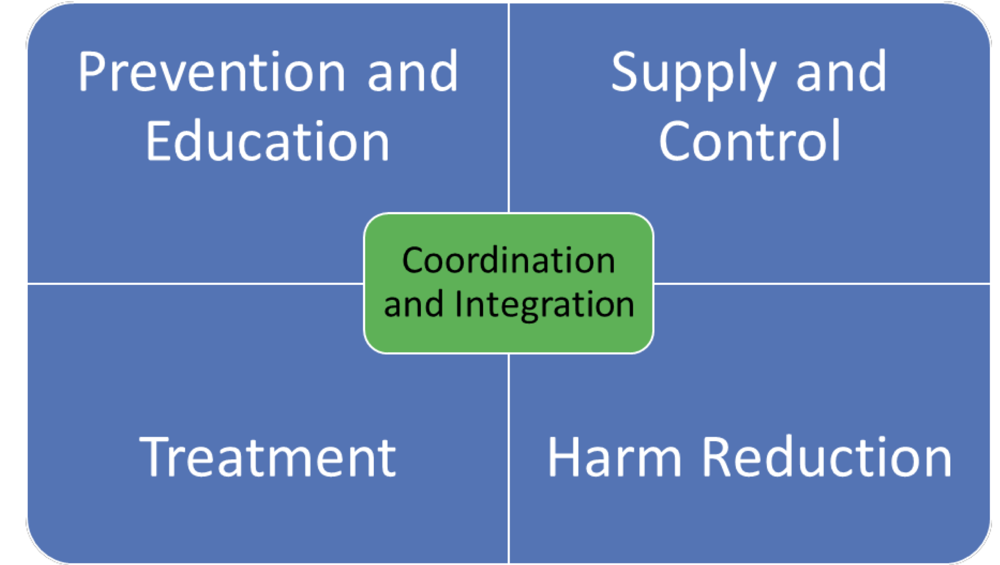 Prevention and
Education
Supply and
Control
Coordination
and Integration
Treatment
Harm Reduction